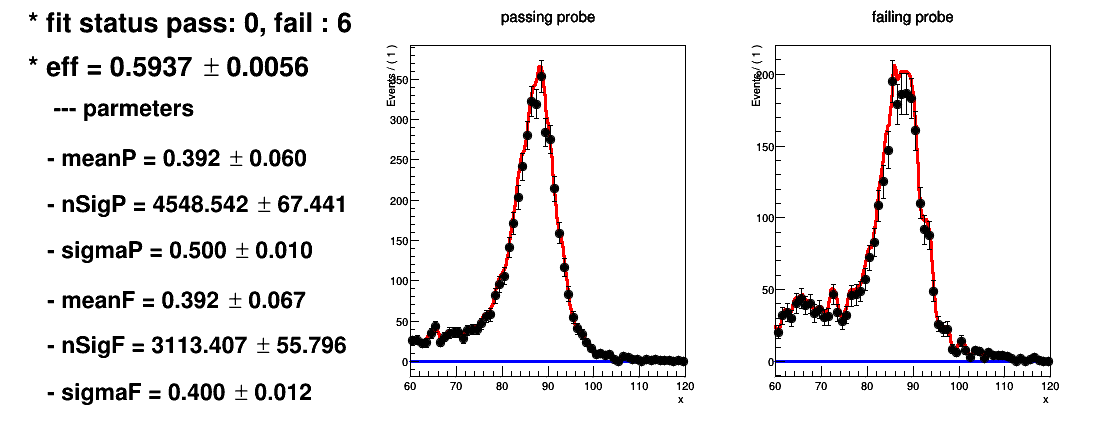 * fit status pass: 0, fail : 6
* eff = 0.5937 ± 0.0056
--- parmeters
- meanP = 0.392 ± 0.060
- nSigP = 4548.542 ± 67.441
- sigmaP = 0.500 ± 0.010
- meanF = 0.392 ± 0.067
- nSigF = 3113.407 ± 55.796
- sigmaF = 0.400 ± 0.012
passing probe
Events / ( 1 )
350
300
250
200
150
100
50
0
60 70 80 90 100 110 120
x
failing probe
Events / ( 1 )
200
150
100
50
0
60 70 80 90 100 110 120
x